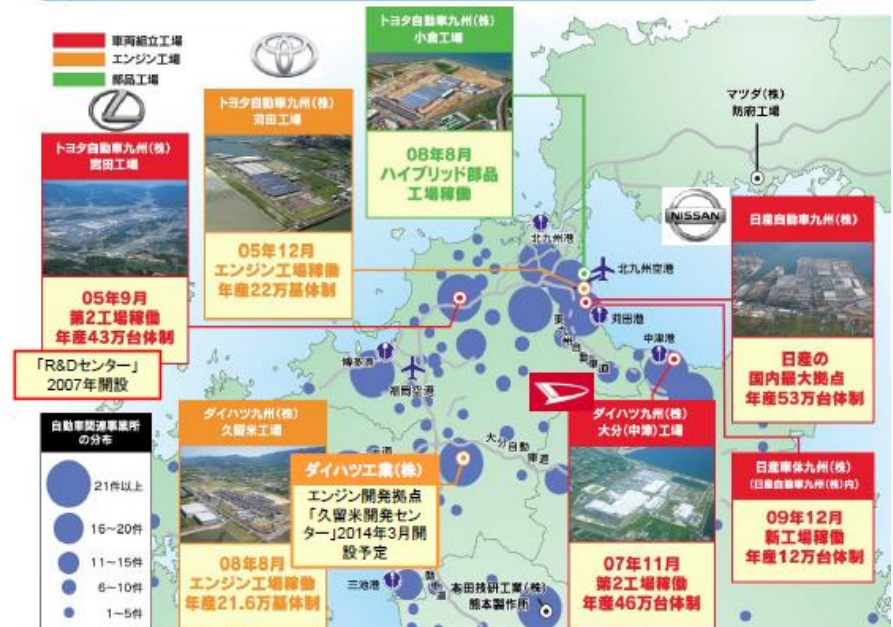 車両組立工場
エンジン工場
部品工場
トヨタ自動車九州(株)
宮田工場
05年9月
第2工場稼働
年産43万台体制
「R&Dセンター」
2007年開設
トヨタ自動車九州(株)
苅田工場
05年12月
エンジン工場稼働
年産22万基体制
トヨタ自動車九州(株)
小倉工場
08年8月
ハイブリッド部品
工場稼働
マツダ(株)
防府工場
NISSAN
日産自動車九州(株)
日産の
国内最大拠点
年産53万台体制
北九州港
北九州空港
苅田港
東九州自動車道
中津港
博多港
福岡空港
大分自動車道
自動車関連事業所
の分布
21件以上
16~20件
11~15件
6~10件
1~5件
ダイハツ九州(株)
久留米工場
08年8月
エンジン工場稼働
年産21.6万基体制
ダイハツ工業(株)
エンジン開発拠点
「久留米開発セン
ター」2014年3月開
設予定
ダイハツ九州(株)
大分(中津)工場
07年11月
第2工場稼働
年産46万台体制
日産車体九州(株)
(日産自動車九州(株)内)
09年12月
新工場稼働
年産12万台体制
三池港
本田技研工業(株)
熊本製作所